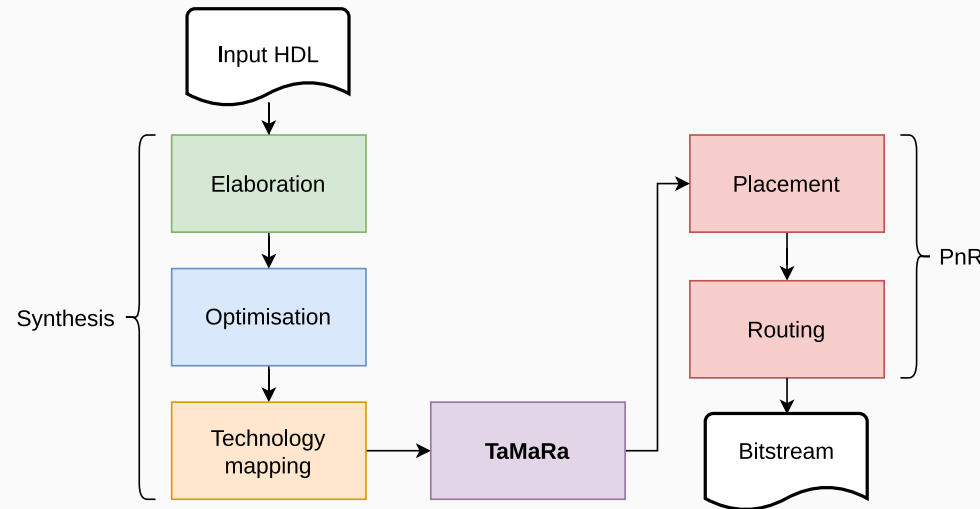 Input HDL
Elaboration
Optimisation
Synthesis
Technology
mapping
TaMaRa
Placement
Routing
PnR
Bitstream